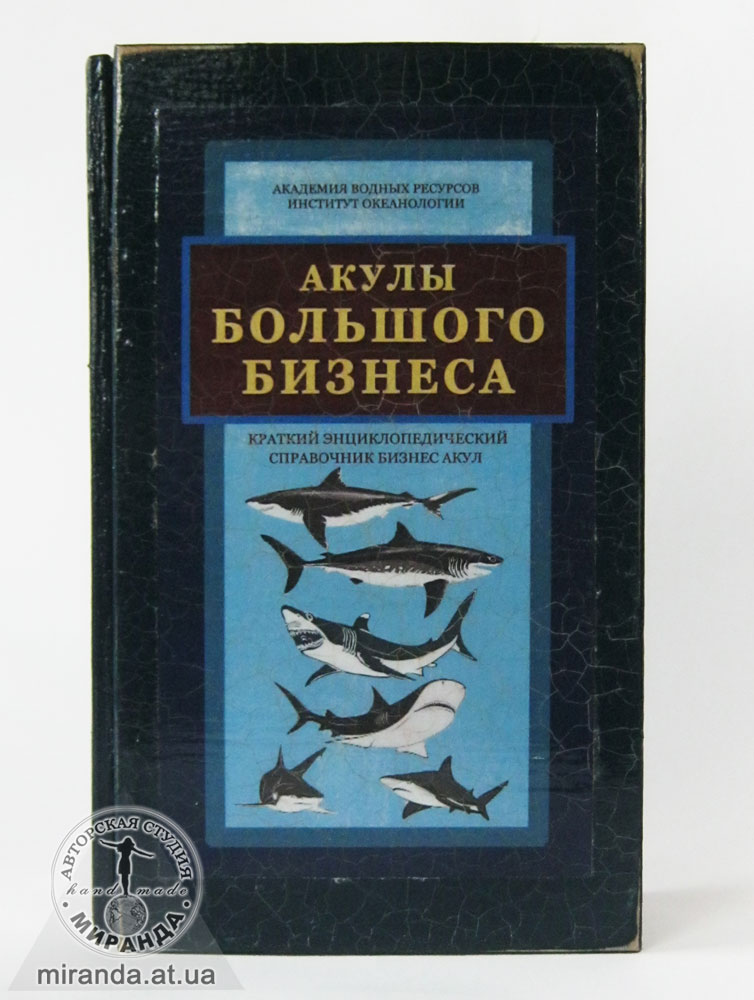 АКАДЕМИЯ ВОДНЫХ РЕСУРСОВ
ИНСТИТУТ ОКЕАНОЛОГИИ
АКУЛЫ
БОЛЬШОГО
БИЗНЕСА
КРАТКИЙ ЭНЦИКЛОПЕДИЧЕСКИЙ
СПРАВОЧНИК БИЗНЕС АКУЛ
АВТОРСКАЯ СТУДИЯ
hand made
МИРАНДА
miranda.at.ua